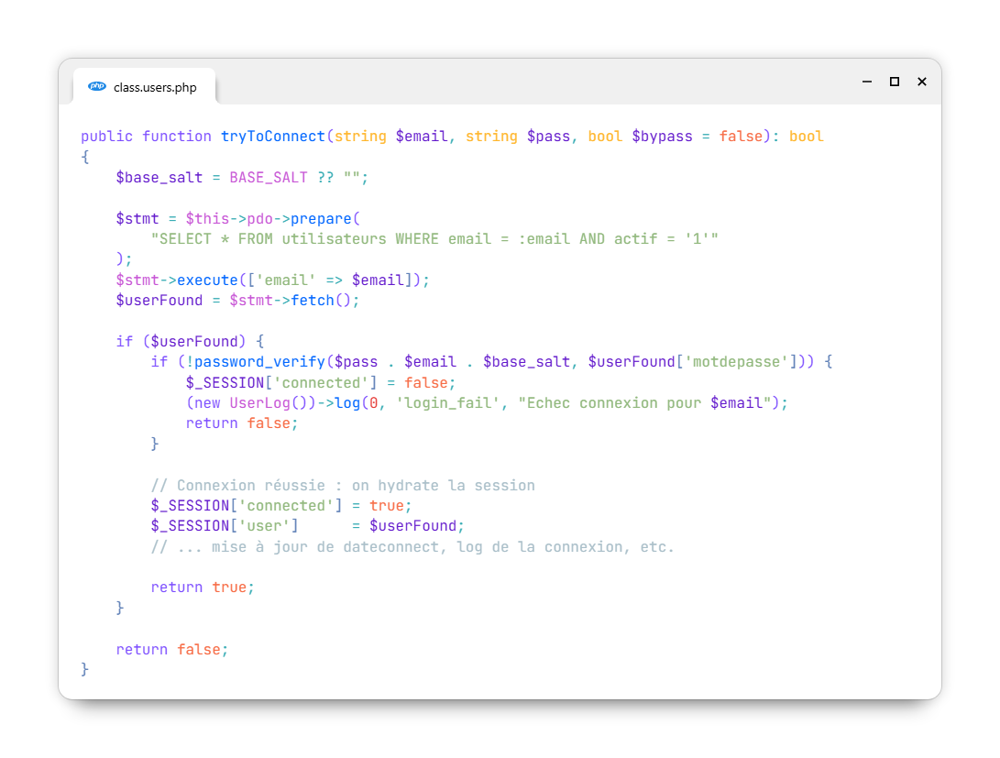 php class.users.php
public function tryToConnect(string $email, string $pass, bool $bypass = false): bool
{
    $base_salt = BASE_SALT ?? "";

    $stmt = $this->pdo->prepare(
        "SELECT * FROM utilisateurs WHERE email = :email AND actif = '1'"
    );
    $stmt->execute(['email' => $email]);
    $userFound = $stmt->fetch();

    if ($userFound) {
        if (!password_verify($pass . $email . $base_salt, $userFound['motdepasse'])) {
            $_SESSION['connected'] = false;
            (new UserLog())->log(0, 'login_fail', "Echec connexion pour $email");
            return false;
        }

        // Connexion réussie : on hydrate la session
        $_SESSION['connected'] = true;
        $_SESSION['user']      = $userFound;
        // ... mise à jour de dateconnect, log de la connexion, etc.

        return true;
    }

    return false;
}